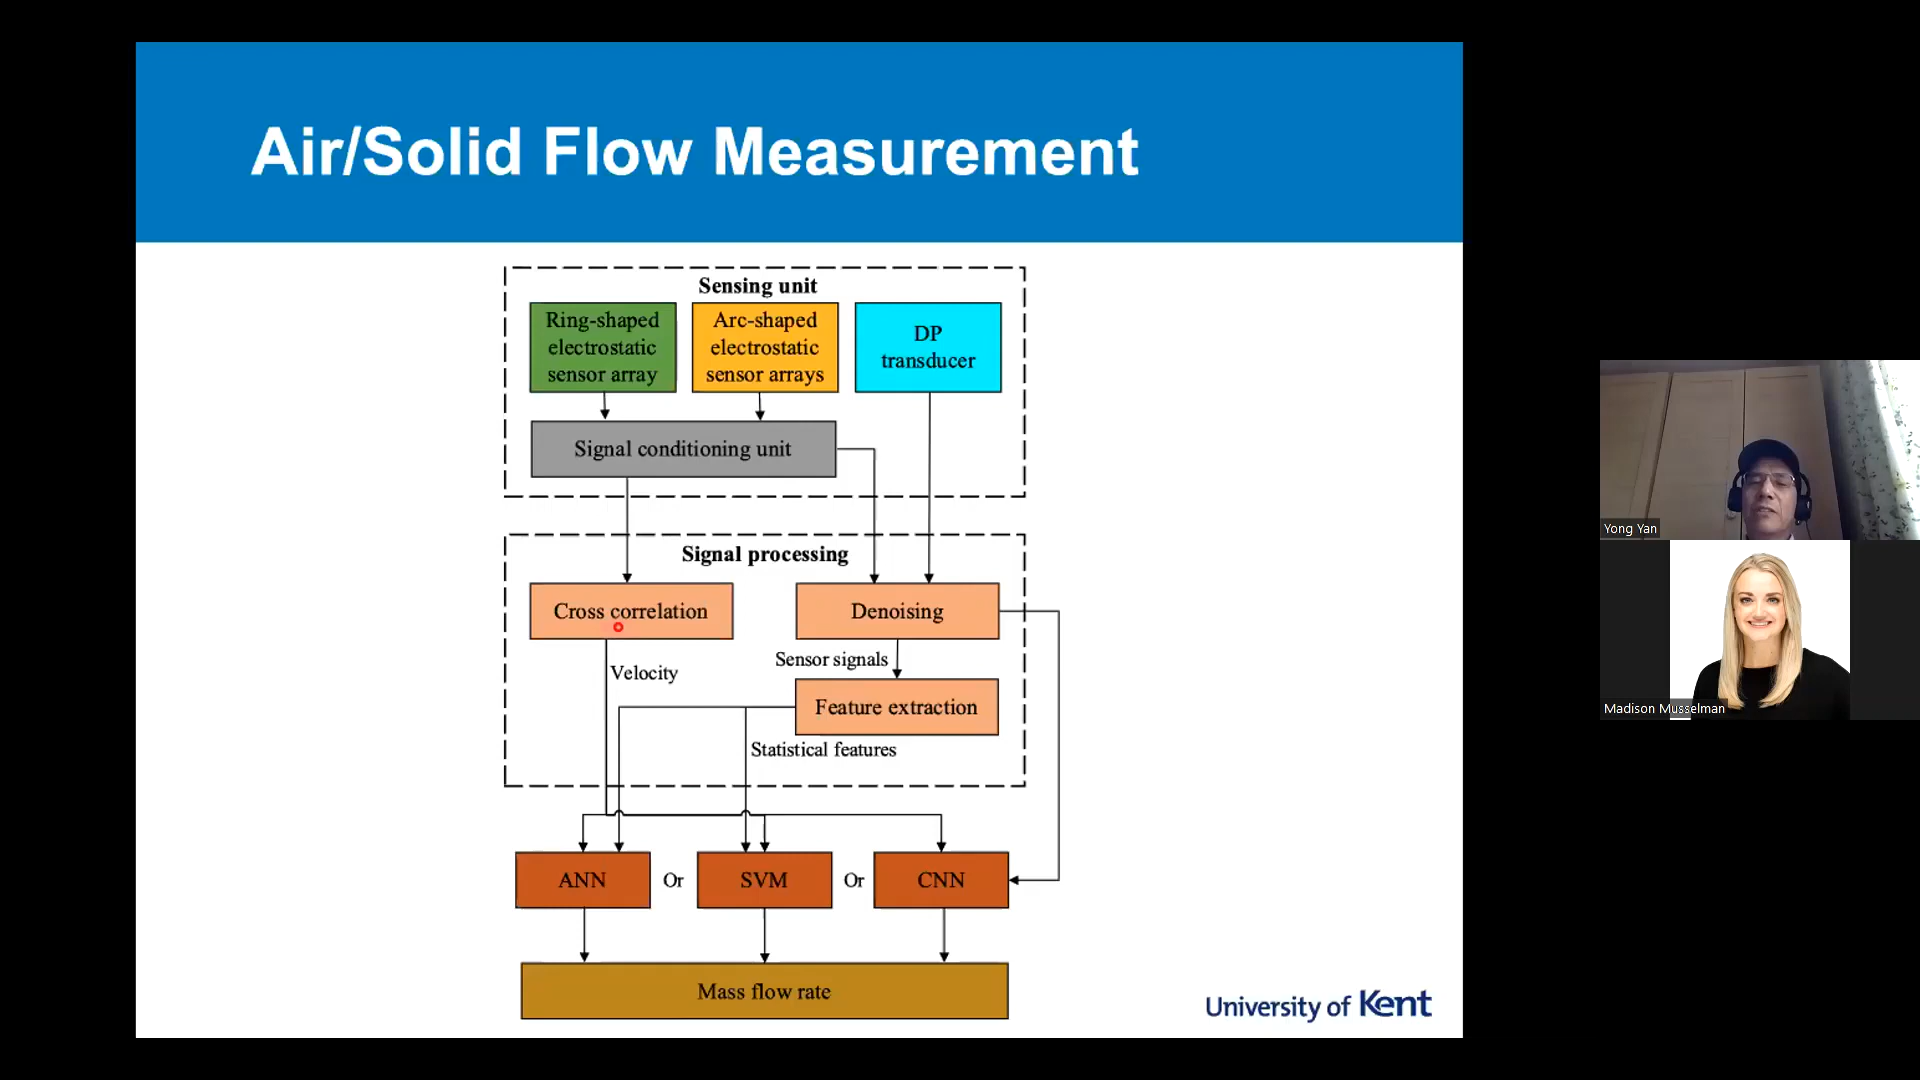 Air/Solid Flow Measurement
Sensing unit
Ring-shaped
electrostatic
sensor array
Arc-shaped
electrostatic
sensor arrays
DP
transducer
Signal conditioning unit
Signal processing
Cross correlation
Denoising
Velocity
Sensor signals
Feature extraction
Statistical features
ANN
Or
SVM
Or
CNN
Mass flow rate
University of Kent
Yong Yan
Madison Musselman